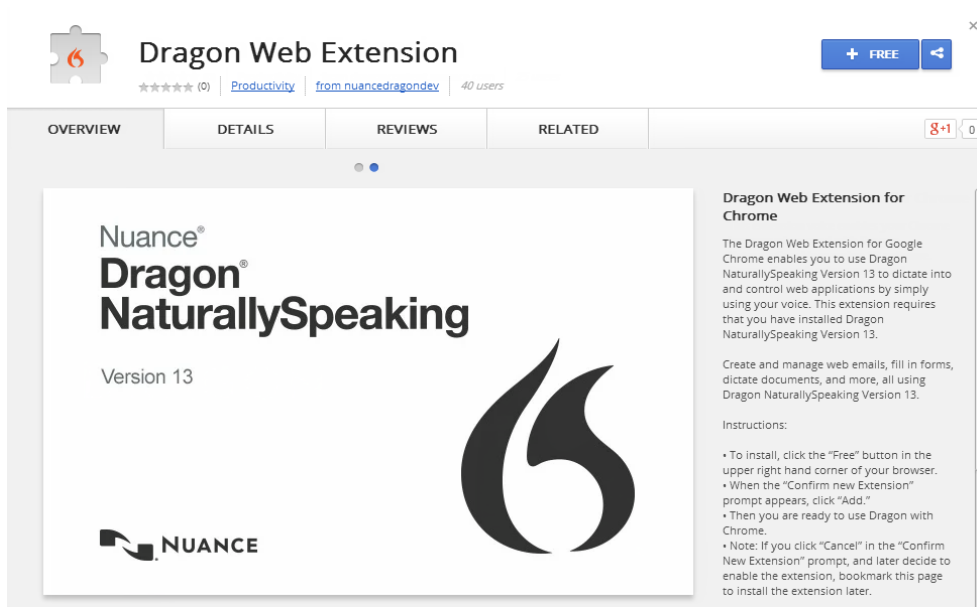 Dragon Web Extension
+ FREE
(0) Productivity from nuancedragondev 40 users
OVERVIEW DETAILS REVIEWS RELATED
g+1 0
Nuance®
Dragon®
NaturallySpeaking
Version 13
NUANCE
Dragon Web Extension for
Chrome
The Dragon Web Extension for Google
Chrome enables you to use Dragon
NaturallySpeaking Version 13 to dictate into
and control web applications by simply
using your voice. This extension requires
that you have installed Dragon
NaturallySpeaking Version 13.
Create and manage web emails, fill in forms,
dictate documents, and more, all using
Dragon NaturallySpeaking Version 13.
Instructions:
• To install, click the “Free” button in the
upper right hand corner of your browser.
• When the “Confirm new Extension”
prompt appears, click “Add.”
• Then you are ready to use Dragon with
Chrome.
• Note: If you click “Cancel” in the “Confirm
New Extension” prompt, and later decide to
enable the extension, bookmark this page
to install the extension later.